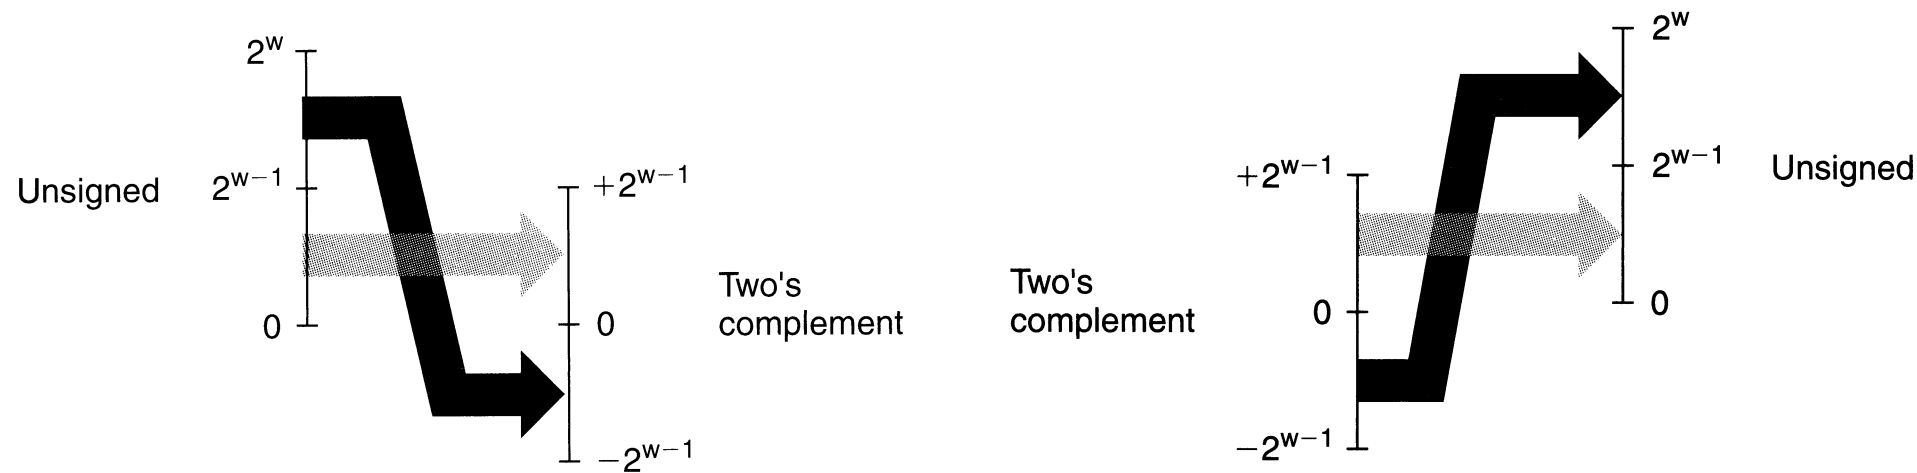 2^w
Unsigned
2^{w−1}
0
+2^{w−1}
0
−2^{w−1}
Two's
complement
Two's
complement
+2^{w−1}
0
−2^{w−1}
2^w
2^{w−1}
0
Unsigned